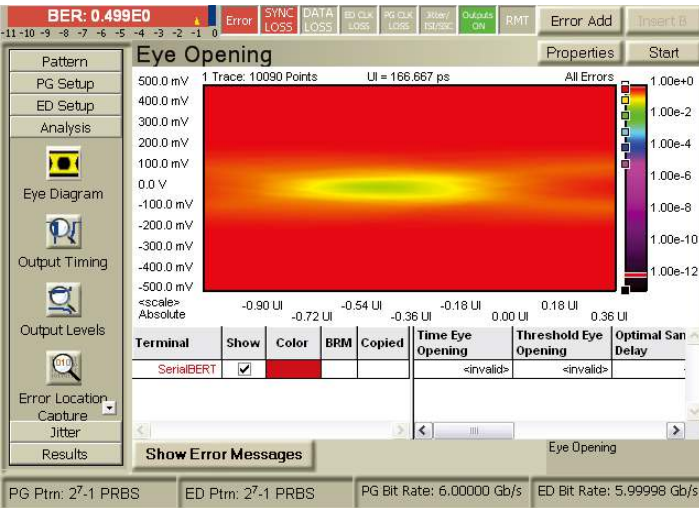 BER: 0.499E0
-11 -10 -9 -8 -7 -6 -5 -4 -3 -2 -1 0
Error
SYNC LOSS
DATA LOSS
ED CLK LOSS
PG CLK LOSS
Jitter/ ISI/SSC
Outputs ON
RMT
Error Add
Insert B
Pattern
PG Setup
ED Setup
Analysis
Eye Diagram
Output Timing
Output Levels
Error Location
Capture
Jitter
Results
Eye Opening
Properties
Start
1 Trace: 10090 Points
UI = 166.667 ps
All Errors
500.0 mV
400.0 mV
300.0 mV
200.0 mV
100.0 mV
0.0 V
-100.0 mV
-200.0 mV
-300.0 mV
-400.0 mV
-500.0 mV
1.00e+0
1.00e-2
1.00e-4
1.00e-6
1.00e-8
1.00e-10
1.00e-12
<scale>
Absolute
-0.90 UI
-0.72 UI
-0.54 UI
-0.36 UI
-0.18 UI
0.00 UI
0.18 UI
0.36 UI
Terminal Show Color BRM Copied
Time Eye Opening
Threshold Eye Opening
Optimal San
Delay
SerialBERT
<invalid>
<invalid>
Show Error Messages
Eye Opening
PG Ptrn: 2^7-1 PRBS
ED Ptrn: 2^7-1 PRBS
PG Bit Rate: 6.00000 Gb/s
ED Bit Rate: 5.99998 Gb/s